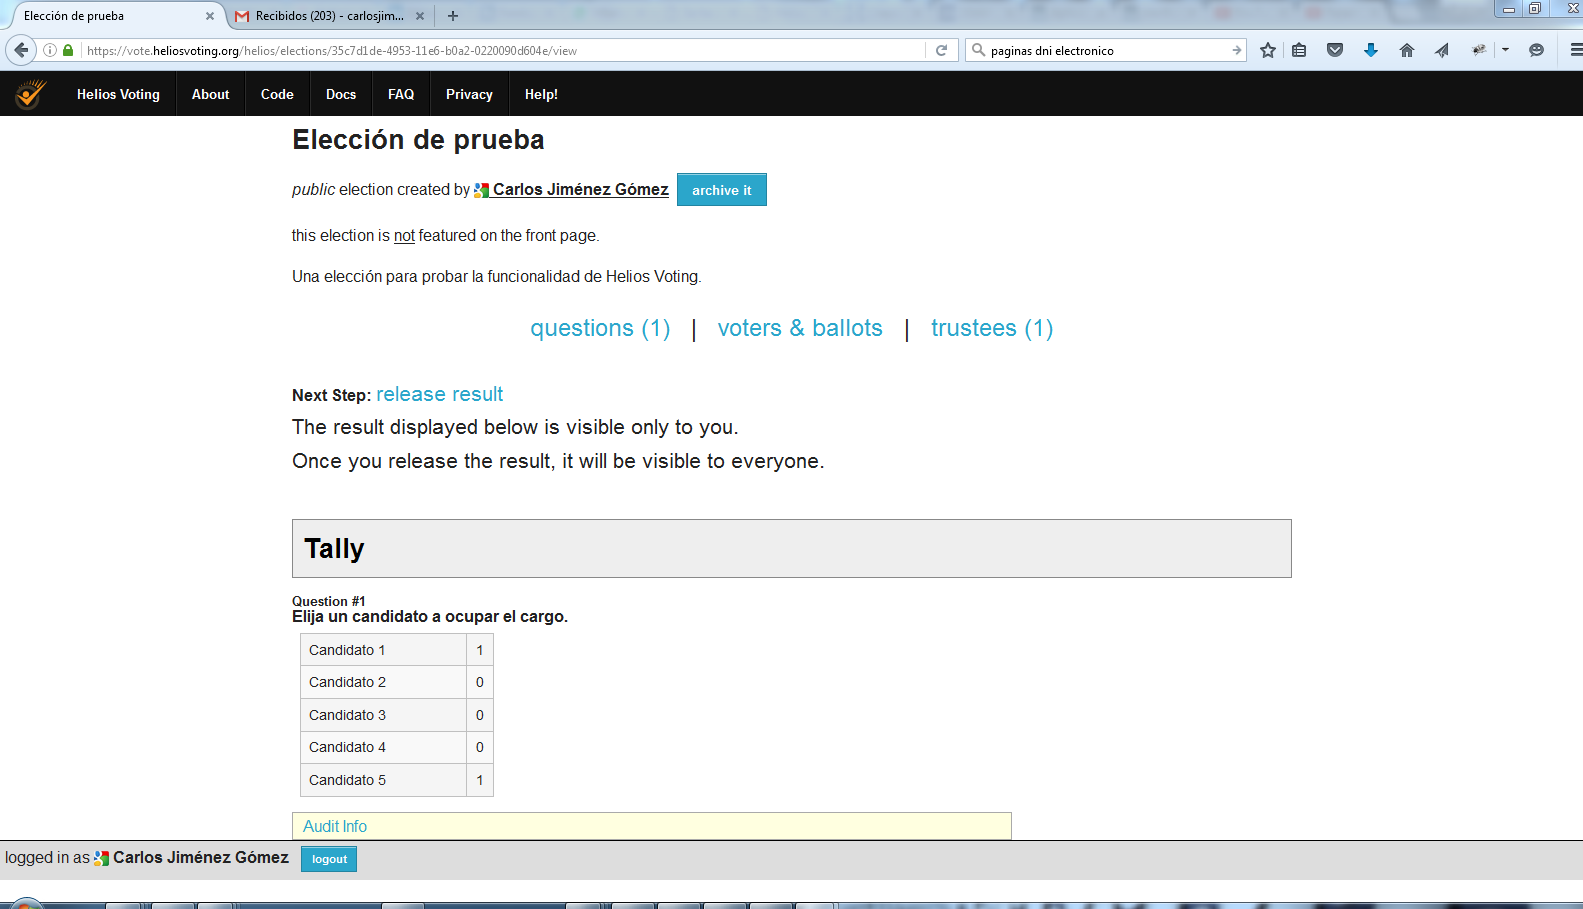 Elección de prueba
Recibidos (203) - carlosjim...
https://vote.heliosvoting.org/helios/elections/35c7d1de-4953-11e6-b0a2-0220090d604e/view
paginas dni electronico
Helios Voting About Code Docs FAQ Privacy Help!
Elección de prueba
public election created by Carlos Jiménez Gómez archive it
this election is not featured on the front page.
Una elección para probar la funcionalidad de Helios Voting.
questions (1) | voters & ballots | trustees (1)
Next Step: release result
The result displayed below is visible only to you.
Once you release the result, it will be visible to everyone.
Tally
Question #1
Elija un candidato a ocupar el cargo.
Candidato 1 1
Candidato 2 0
Candidato 3 0
Candidato 4 0
Candidato 5 1
Audit Info
logged in as Carlos Jiménez Gómez logout